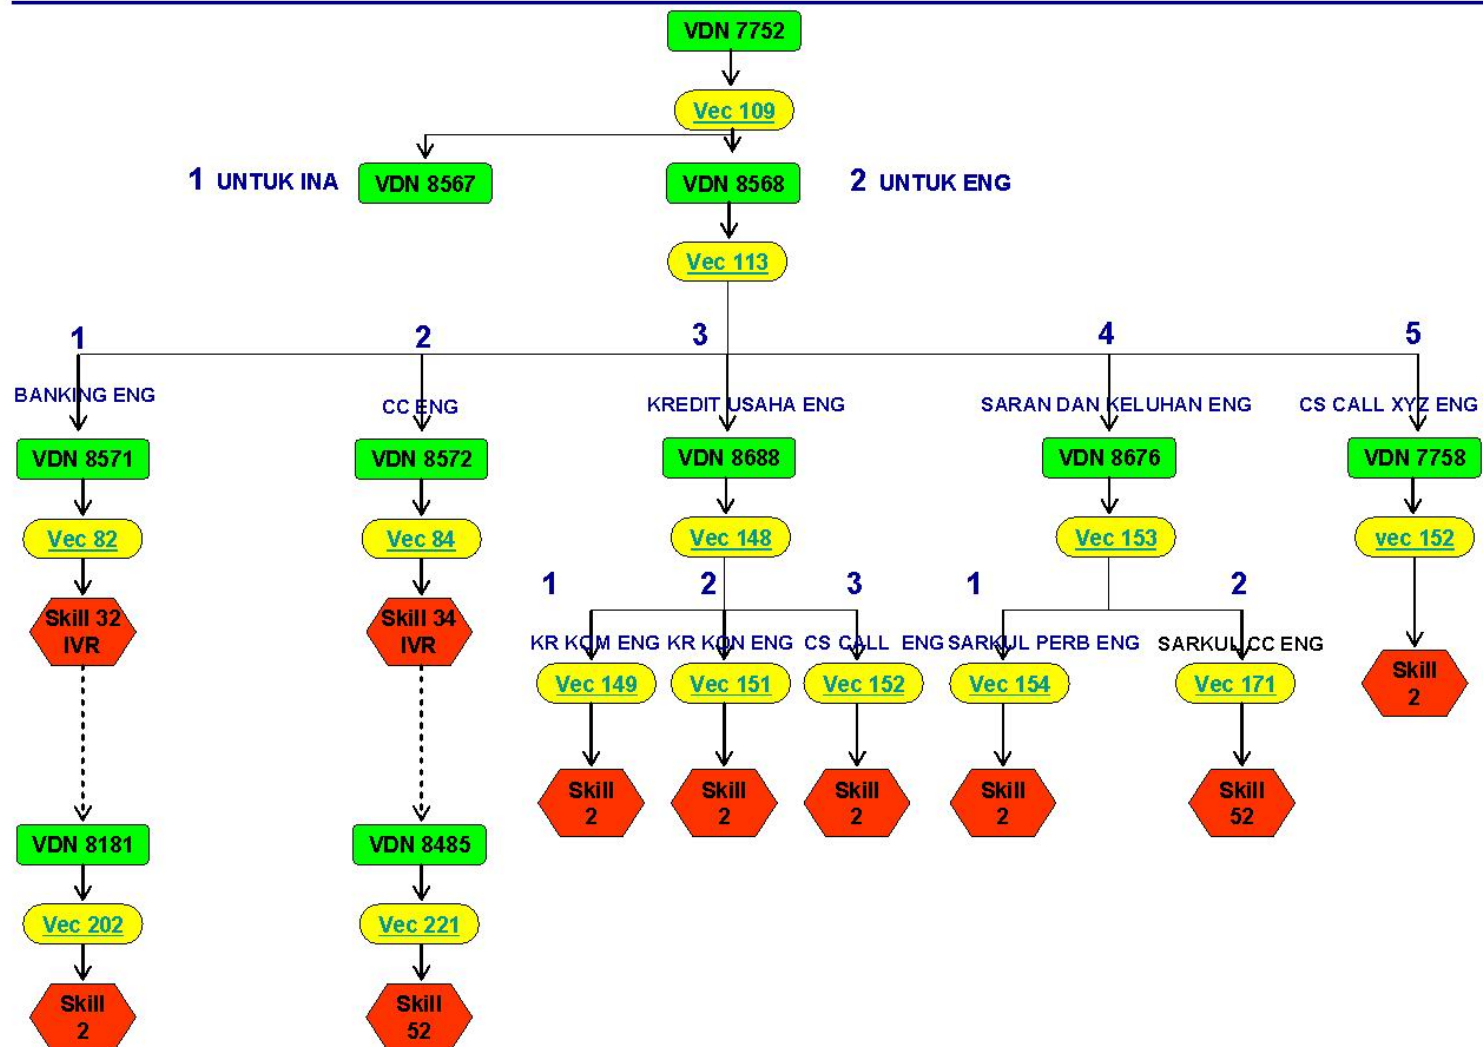 VDN 7752
Vec 109
1 UNTUK INA
VDN 8567
VDN 8568
2 UNTUK ENG
Vec 113
1
2
3
4
5
BANKING ENG
CC ENG
KREDIT USAHA ENG
SARAN DAN KELUHAN ENG
CS CALL XYZ ENG
VDN 8571
VDN 8572
VDN 8688
VDN 8676
VDN 7758
Vec 82
Vec 84
Vec 148
Vec 153
vec 152
1
2
3
1
2
Skill 32
IVR
Skill 34
IVR
KR KOM ENG
KR KON ENG
CS CALL ENG
SARKUL PERB ENG
SARKUL CC ENG
Vec 149
Vec 151
Vec 152
Vec 154
Vec 171
Skill
2
Skill
2
Skill
2
Skill
2
Skill
2
Skill
52
VDN 8181
VDN 8485
Vec 202
Vec 221
Skill
2
Skill
52